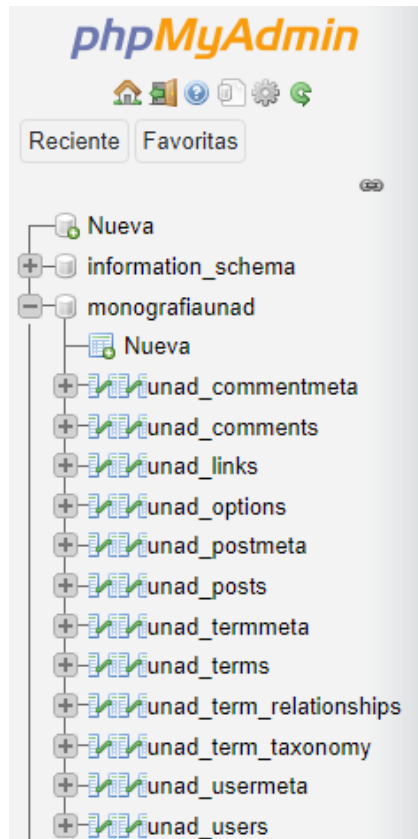 phpMyAdmin
Reciente Favoritas
Nueva
information_schema
monografiaunad
Nueva
unad_commentmeta
unad_comments
unad_links
unad_options
unad_postmeta
unad_posts
unad_termmeta
unad_terms
unad_term_relationships
unad_term_taxonomy
unad_usermeta
unad_users